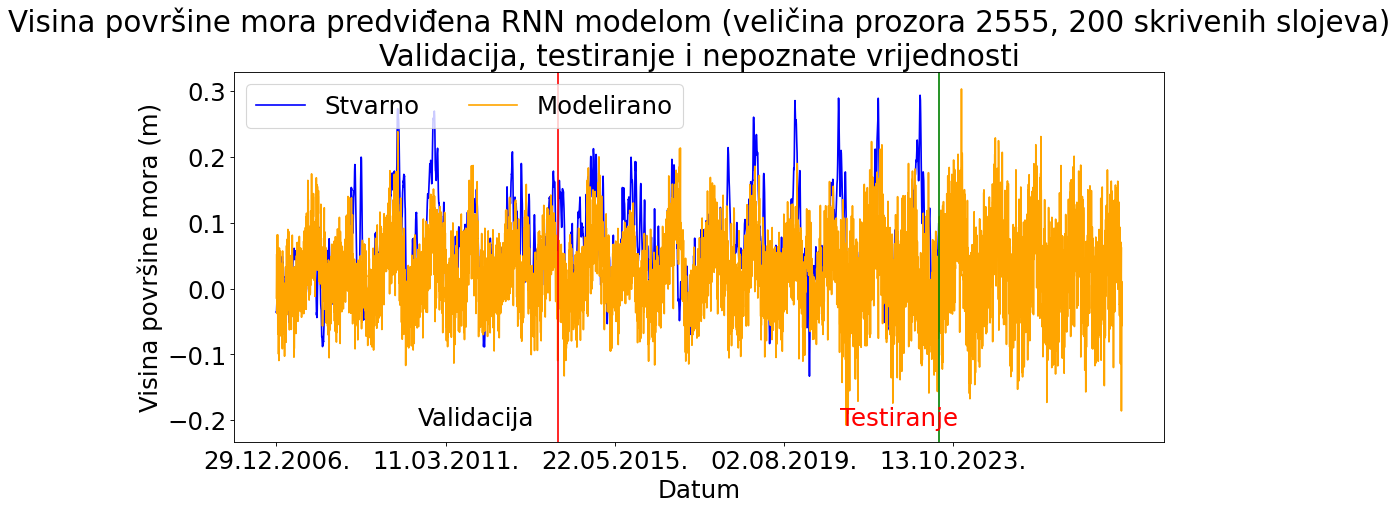 Visina površine mora predviđena RNN modelom (veličina prozora 2555, 200 skrivenih slojeva)
Validacija, testiranje i nepoznate vrijednosti
Stvarno Modelirano
Visina površine mora (m)
0.3
0.2
0.1
0.0
−0.1
−0.2
Validacija Testiranje
29.12.2006. 11.03.2011. 22.05.2015. 02.08.2019. 13.10.2023.
Datum